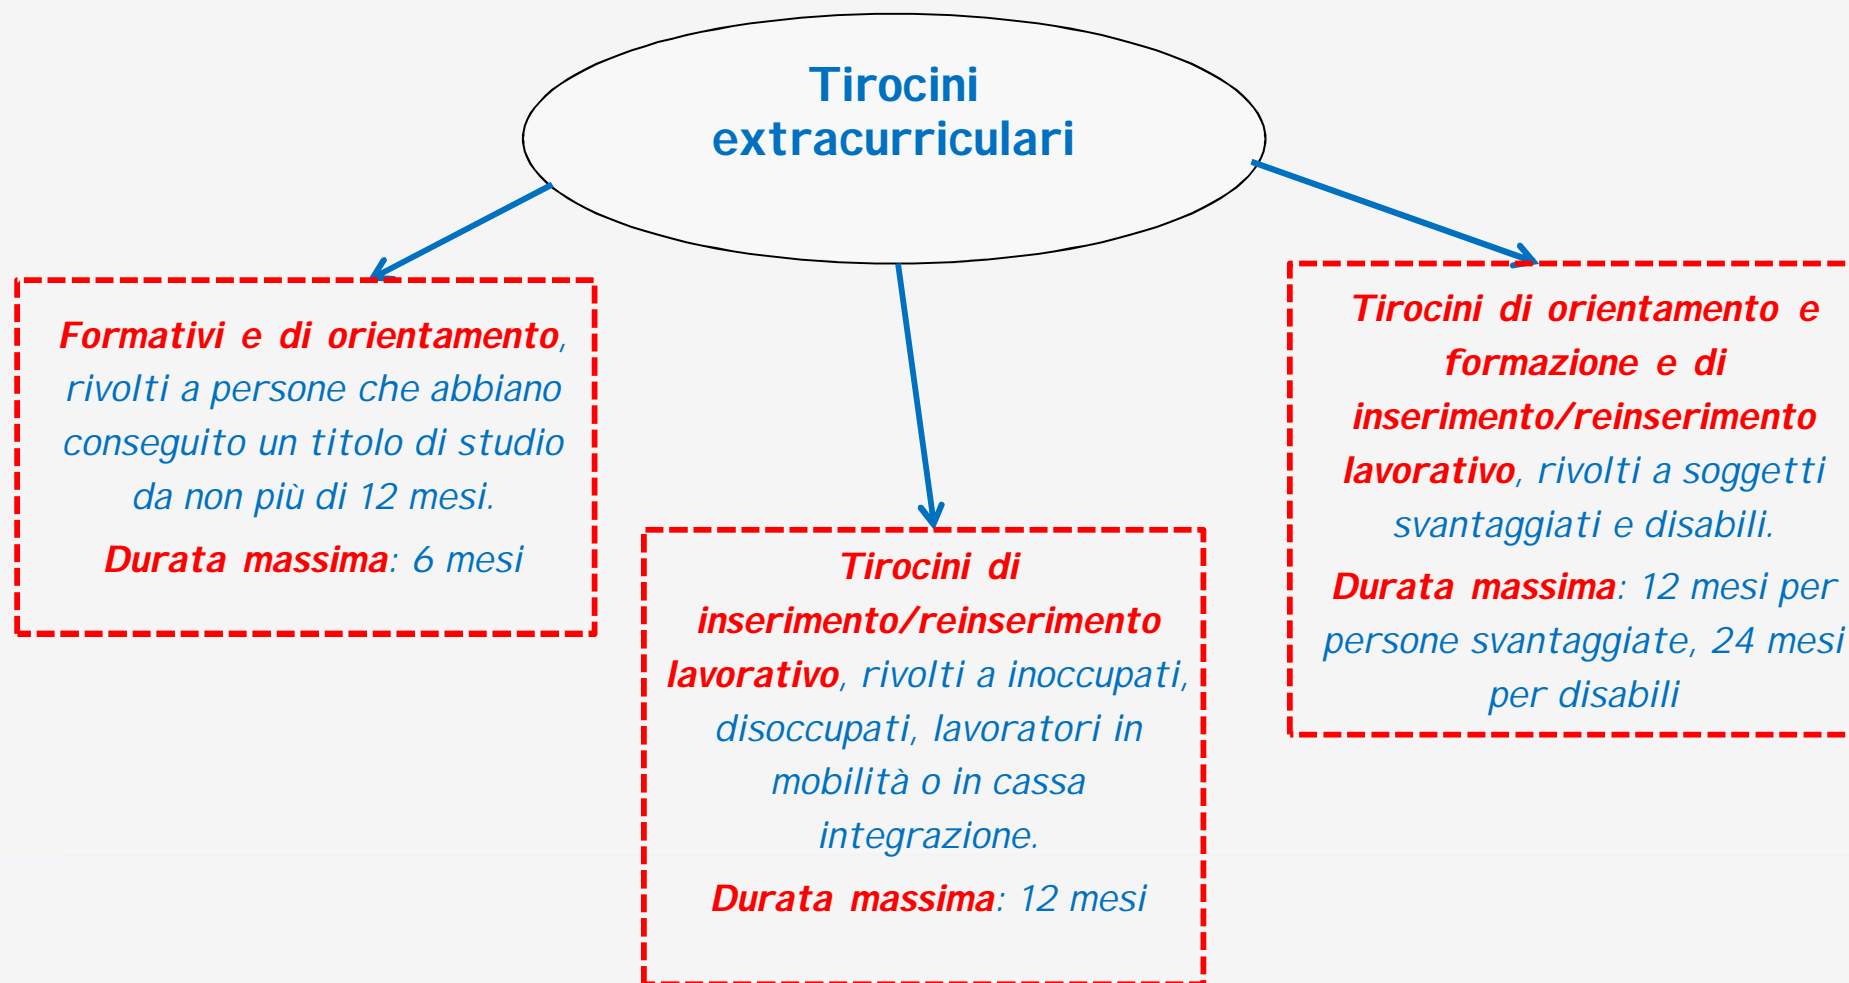 Tirocini
extracurriculari
Formativi e di orientamento,
rivolti a persone che abbiano
conseguito un titolo di studio
da non più di 12 mesi.
Durata massima: 6 mesi
Tirocini di
inserimento/reinserimento
lavorativo, rivolti a inoccupati,
disoccupati, lavoratori in
mobilità o in cassa
integrazione.
Durata massima: 12 mesi
Tirocini di orientamento e
formazione e di
inserimento/reinserimento
lavorativo, rivolti a soggetti
svantaggiati e disabili.
Durata massima: 12 mesi per
persone svantaggiate, 24 mesi
per disabili